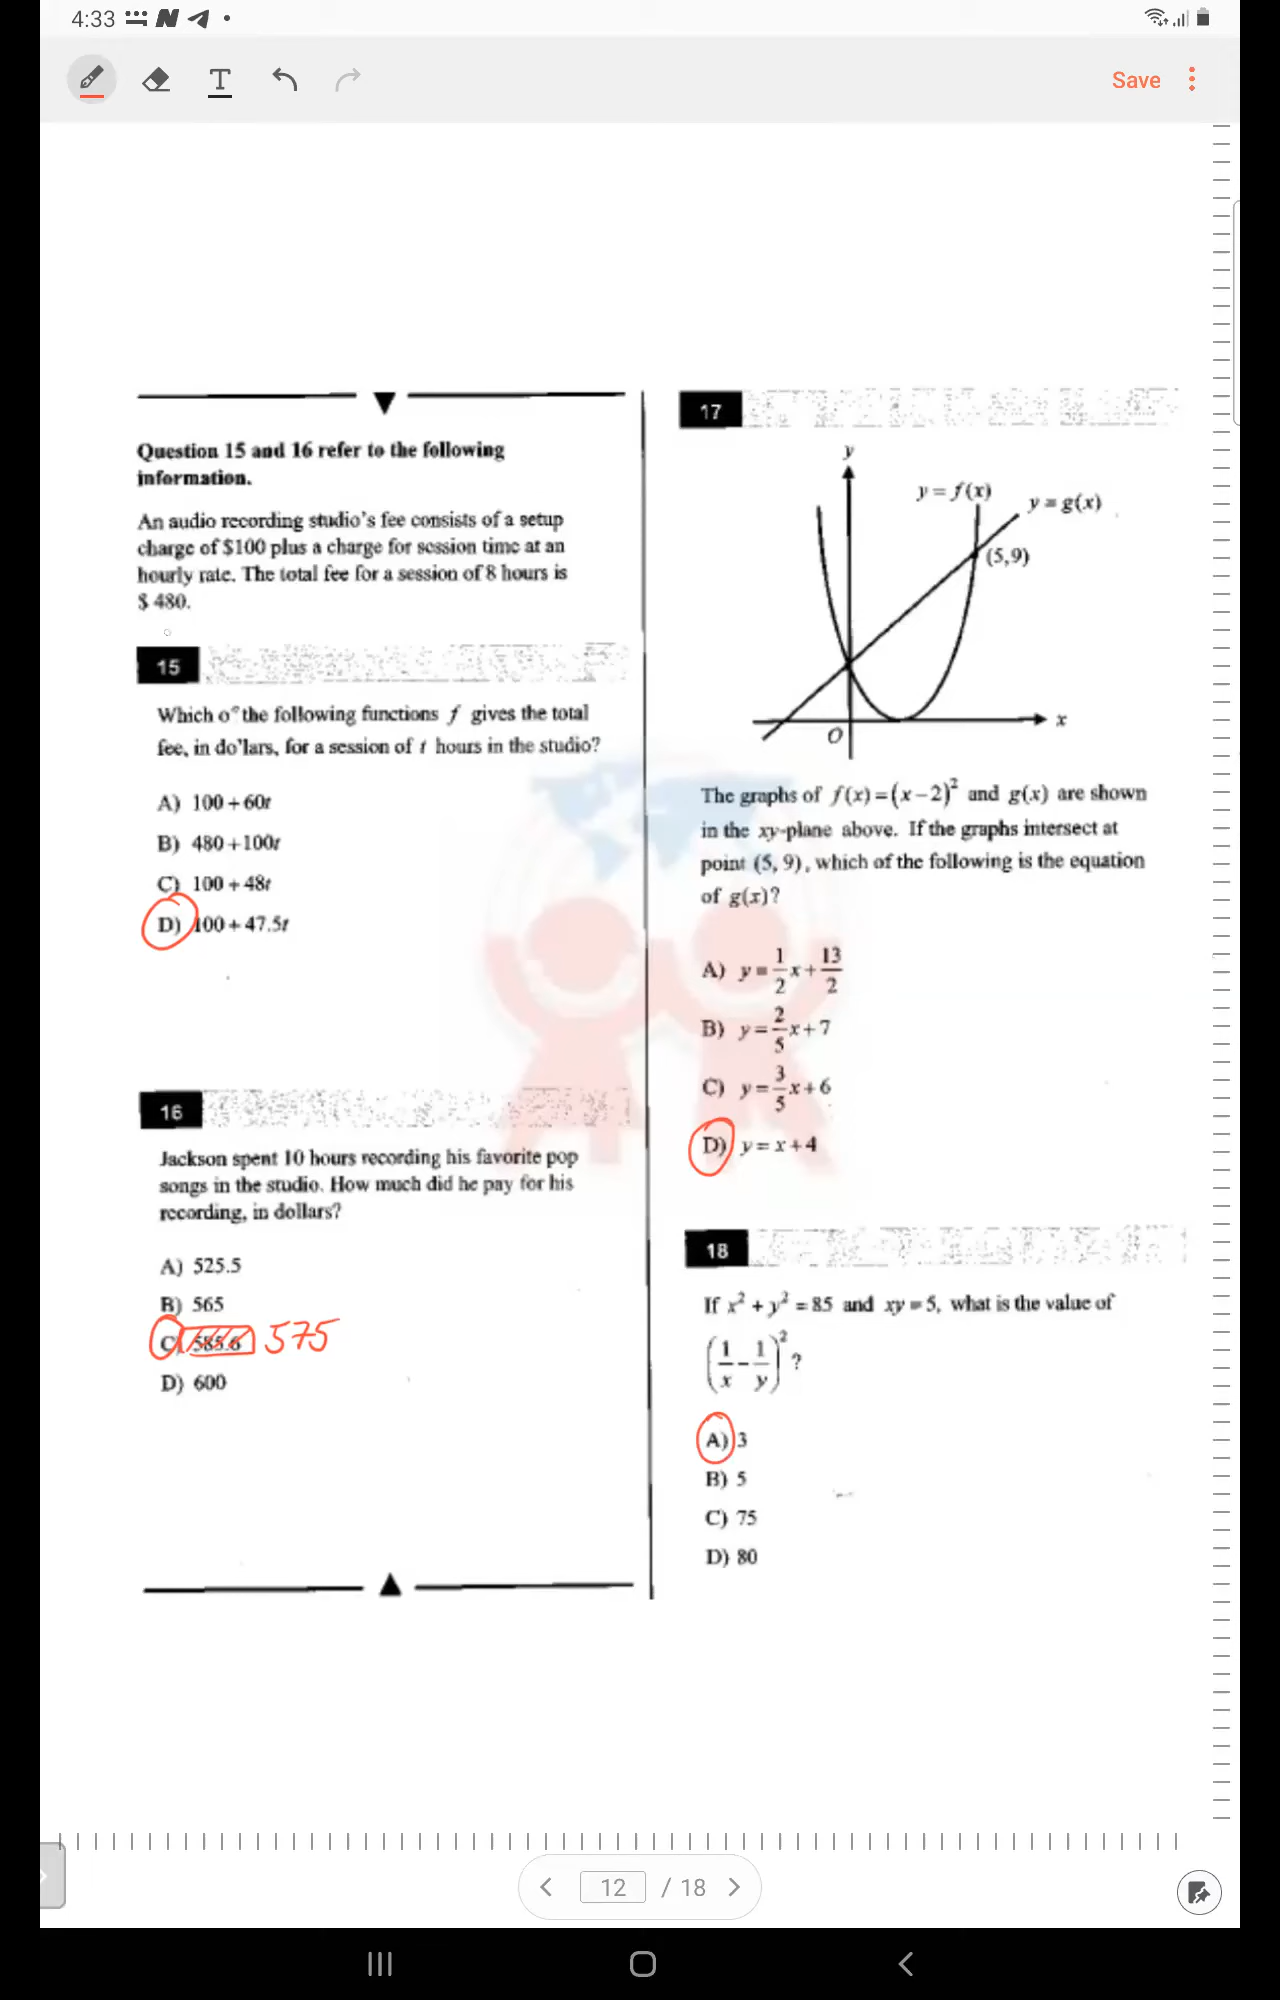 4:33
Save
Question 15 and 16 refer to the following
information.
An audio recording studio's fee consists of a setup
charge of $100 plus a charge for session time at an
hourly rate. The total fee for a session of 8 hours is
$ 480.
15
Which o the following functions f gives the total
fee, in do'lars, for a session of t hours in the studio?
A) 100 + 60t
B) 480 + 100t
C) 100 + 48t
D) 100 + 47.5t
16
Jackson spent 10 hours recording his favorite pop
songs in the studio. How much did he pay for his
recording, in dollars?
A) 525.5
B) 565
C) 585.6 575
D) 600
17
y
y = f(x)
y = g(x)
(5,9)
x
O
The graphs of f(x) = (x − 2)² and g(x) are shown
in the xy-plane above. If the graphs intersect at
point (5, 9), which of the following is the equation
of g(x)?
A) y = 1/2 x + 13/2
B) y = 2/5 x + 7
C) y = 3/5 x + 6
D) y = x + 4
18
If x² + y² = 85 and xy = 5, what is the value of
(1/x − 1/y)² ?
A) 3
B) 5
C) 75
D) 80
12 / 18